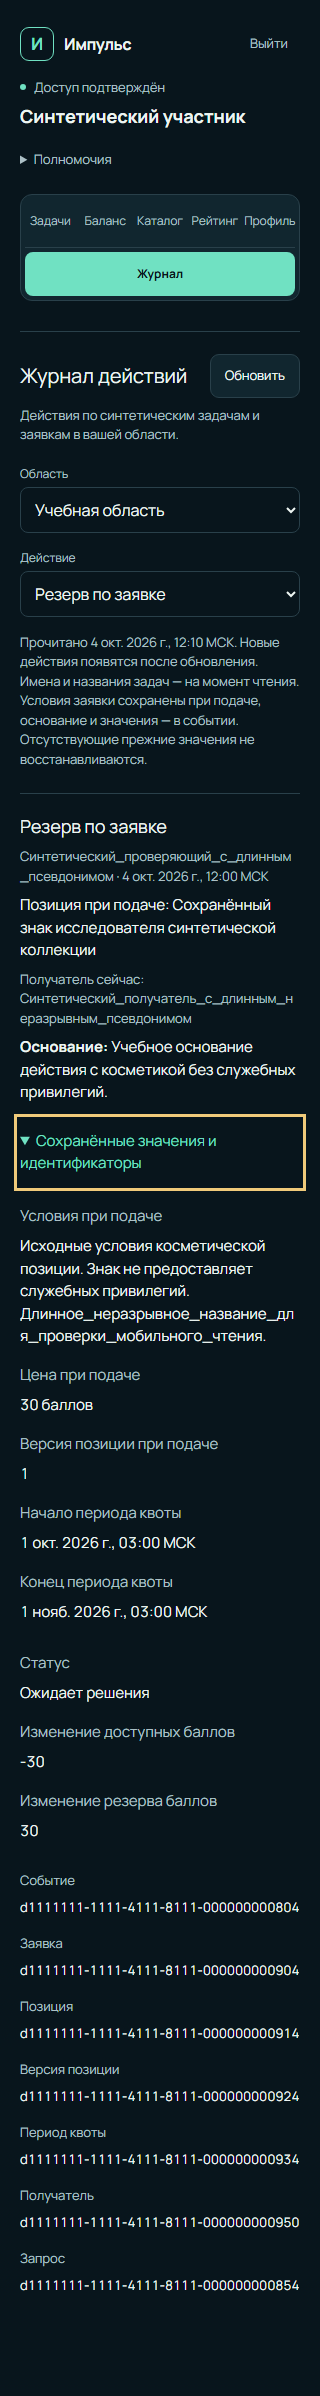 И Импульс Выйти
Доступ подтверждён
Синтетический участник
Полномочия
Задачи Баланс Каталог Рейтинг Профиль
Журнал
Журнал действий Обновить
Действия по синтетическим задачам и
заявкам в вашей области.
Область
Учебная область
Действие
Резерв по заявке
Прочитано 4 окт. 2026 г., 12:10 МСК. Новые
действия появятся после обновления.
Имена и названия задач — на момент чтения.
Условия заявки сохранены при подаче,
основание и значения — в событии.
Отсутствующие прежние значения не
восстанавливаются.
Резерв по заявке
Синтетический_проверяющий_с_длинным
_псевдонимом · 4 окт. 2026 г., 12:00 МСК
Позиция при подаче: Сохранённый
знак исследователя синтетической
коллекции
Получатель сейчас:
Синтетический_получатель_с_длинным_н
еразрывным_псевдонимом
Основание: Учебное основание
действия с косметикой без служебных
привилегий.
Сохранённые значения и
идентификаторы
Условия при подаче
Исходные условия косметической
позиции. Знак не предоставляет
служебных привилегий.
Длинное_неразрывное_название_дл
я_проверки_мобильного_чтения.
Цена при подаче
30 баллов
Версия позиции при подаче
1
Начало периода квоты
1 окт. 2026 г., 03:00 МСК
Конец периода квоты
1 нояб. 2026 г., 03:00 МСК
Статус
Ожидает решения
Изменение доступных баллов
-30
Изменение резерва баллов
30
Событие
d1111111-1111-4111-8111-000000000804
Заявка
d1111111-1111-4111-8111-000000000904
Позиция
d1111111-1111-4111-8111-000000000914
Версия позиции
d1111111-1111-4111-8111-000000000924
Период квоты
d1111111-1111-4111-8111-000000000934
Получатель
d1111111-1111-4111-8111-000000000950
Запрос
d1111111-1111-4111-8111-000000000854